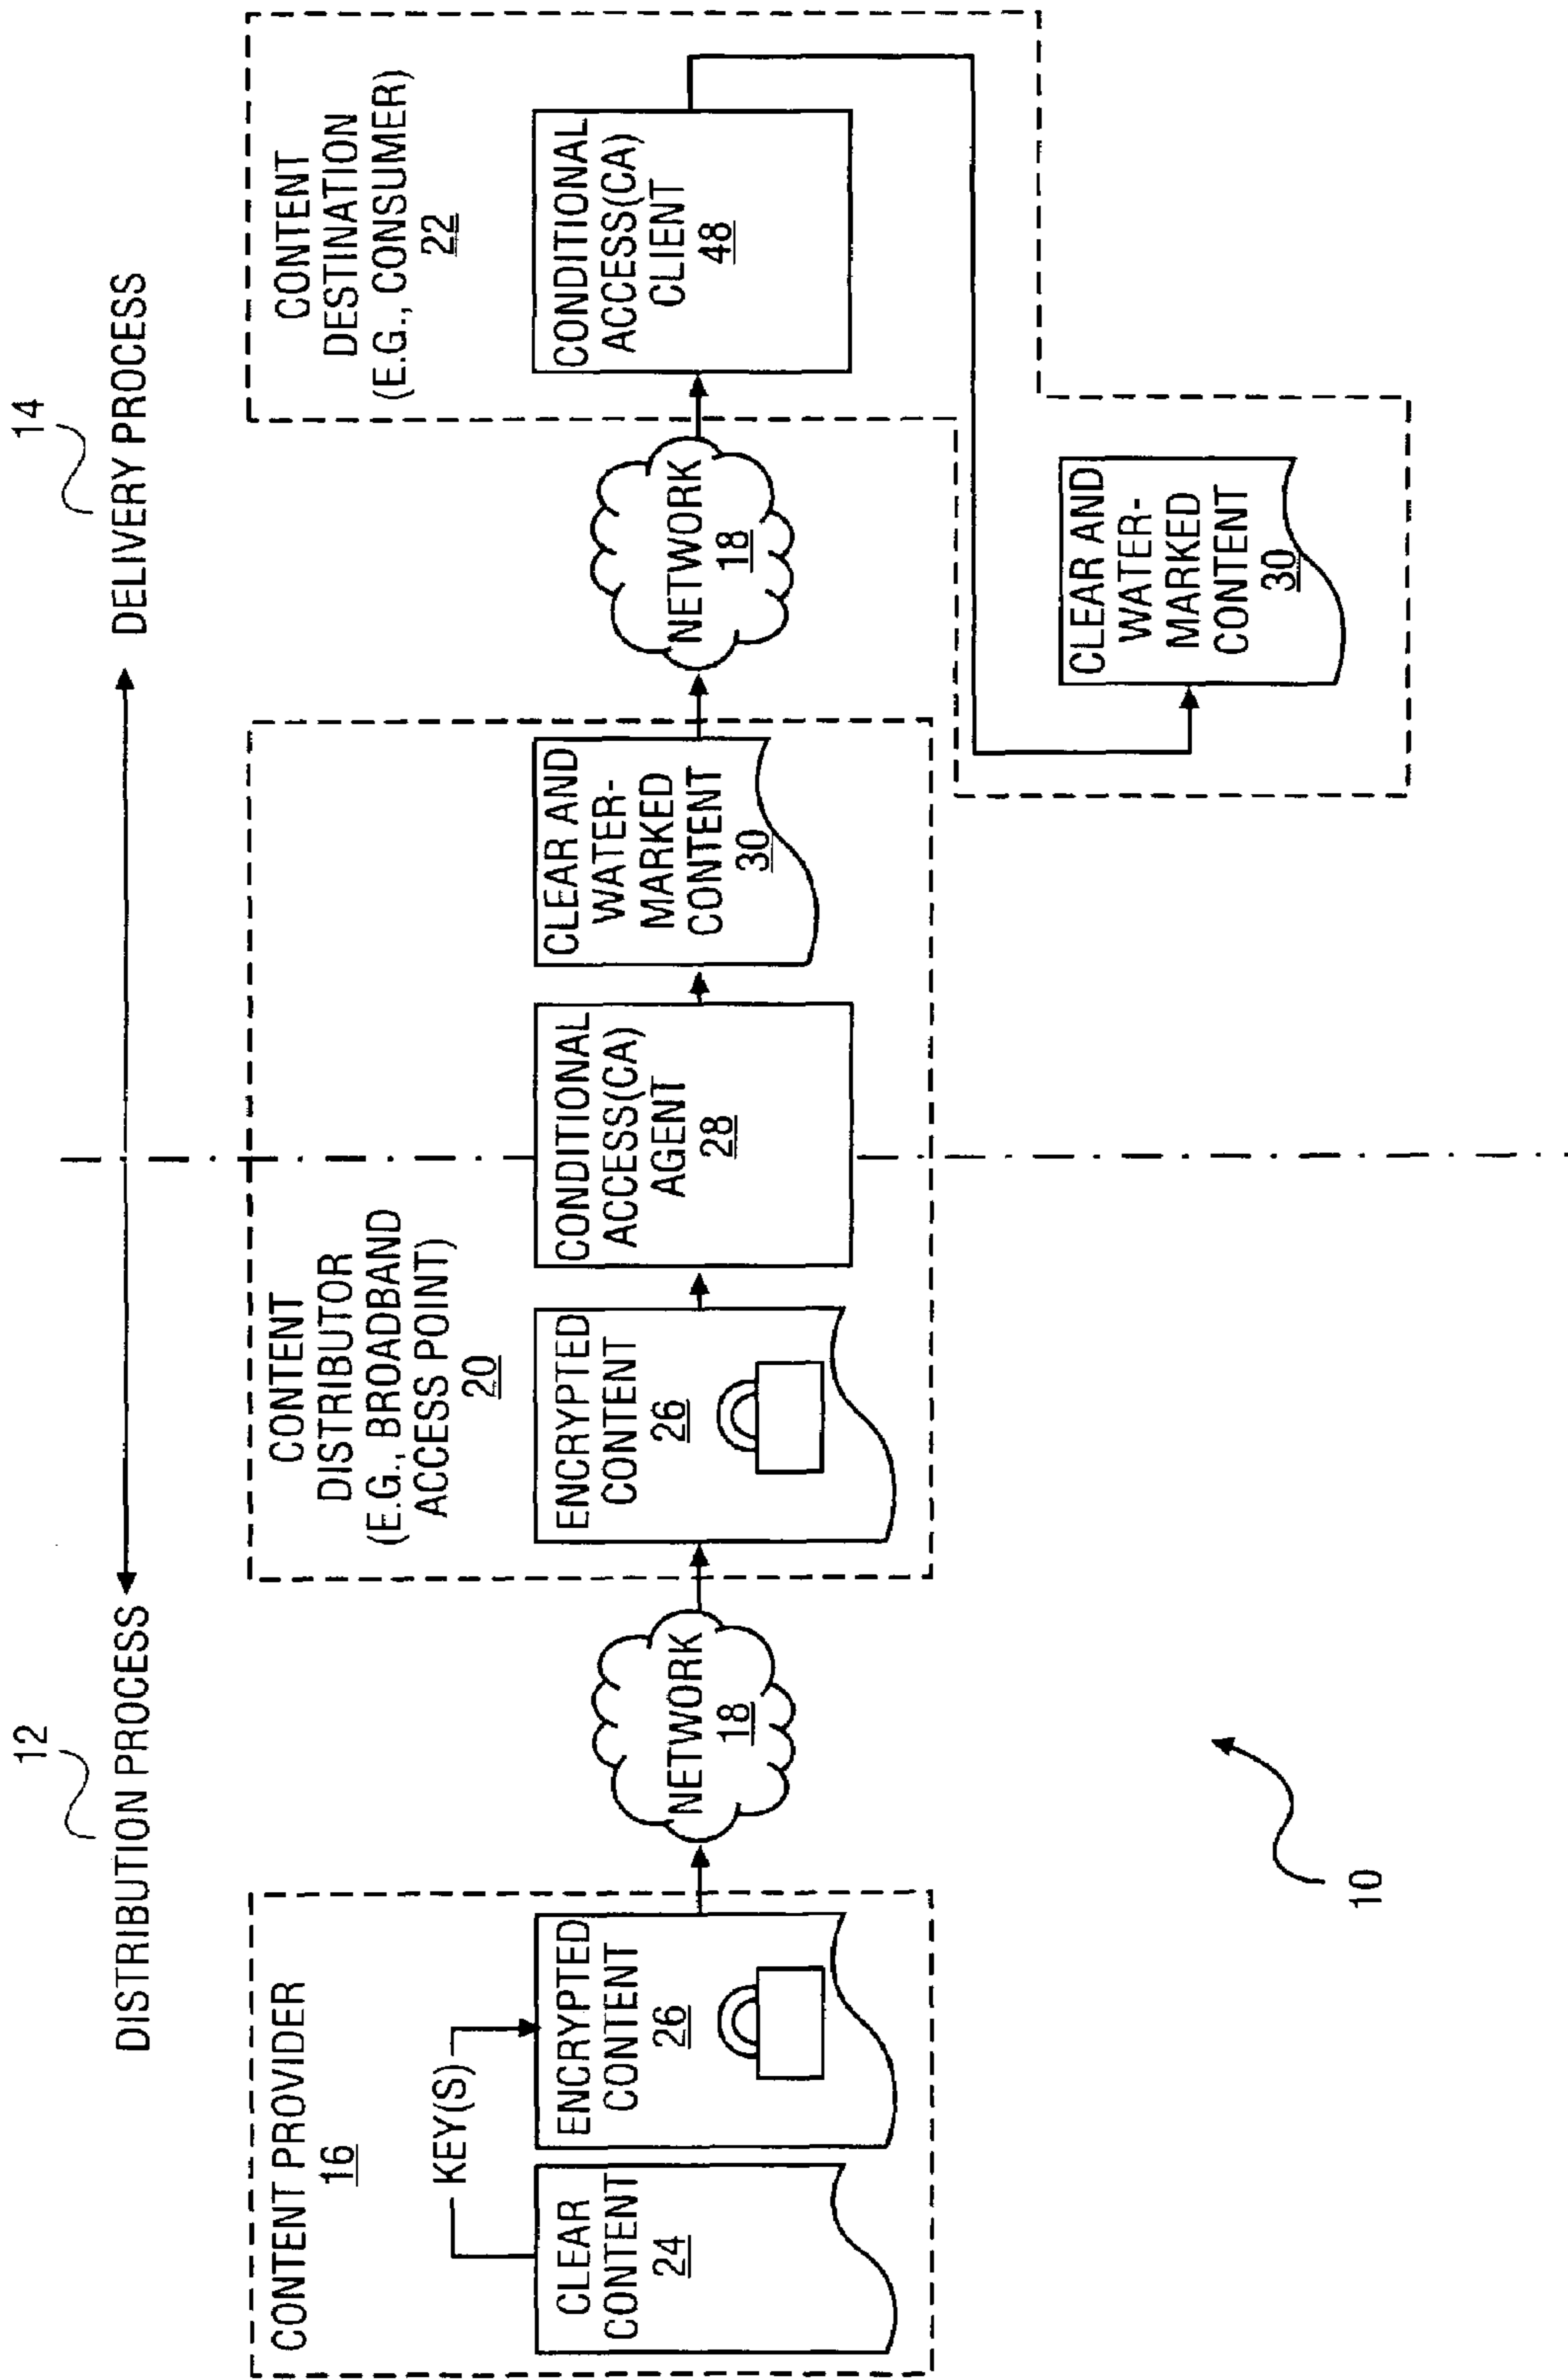 12
14
DISTRIBUTION PROCESS
DELIVERY PROCESS
CONTENT PROVIDER
16
KEY(S)
CLEAR
CONTENT
24
ENCRYPTED
CONTENT
26
NETWORK
18
CONTENT
DISTRIBUTOR
(E.G., BROADBAND
ACCESS POINT)
20
ENCRYPTED
CONTENT
26
CONDITIONAL
ACCESS(CA)
AGENT
28
CLEAR AND
WATER-
MARKED
CONTENT
30
NETWORK
18
CONTENT
DESTINATION
(E.G., CONSUMER)
22
CONDITIONAL
ACCESS(CA)
CLIENT
48
CLEAR AND
WATER-
MARKED
CONTENT
30
10